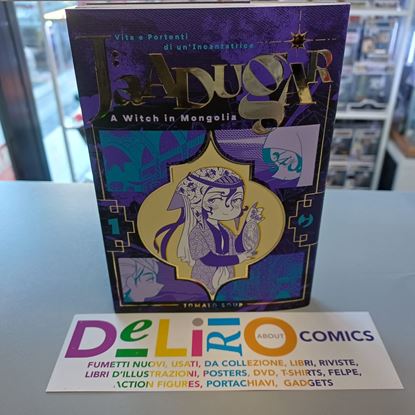 Vita e Portenti
di un'Incantatrice
JAADUGAR
A Witch in Mongolia
1
TOMATO SOUP
DeLiRiO
ABOUT
COMICS
FUMETTI NUOVI, USATI, DA COLLEZIONE, LIBRI, RIVISTE,
LIBRI D'ILLUSTRAZIONI, POSTERS, DVD, T-SHIRTS, FELPE,
ACTION FIGURES, PORTACHIAVI, GADGETS